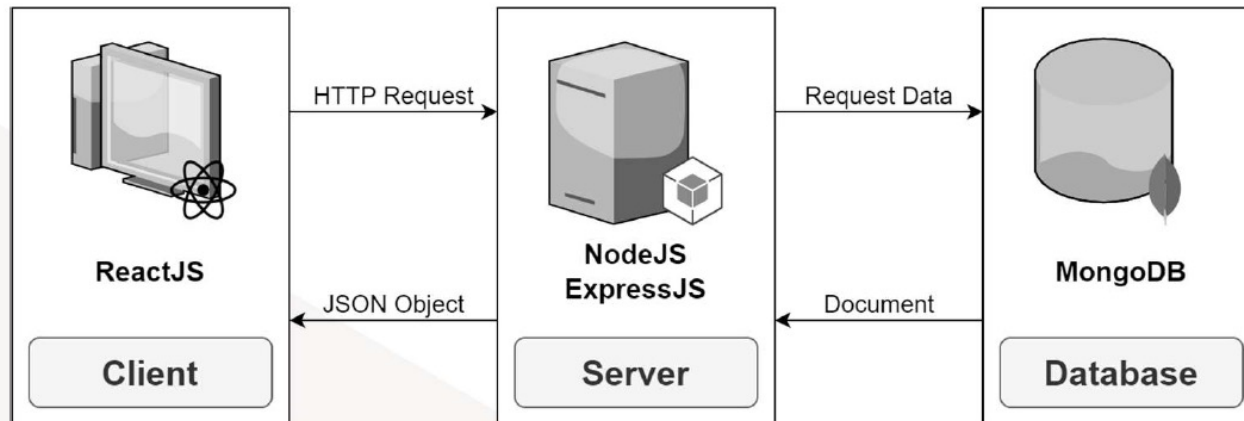 HTTP Request
Request Data
ReactJS
NodeJS
ExpressJS
MongoDB
JSON Object
Document
Client
Server
Database